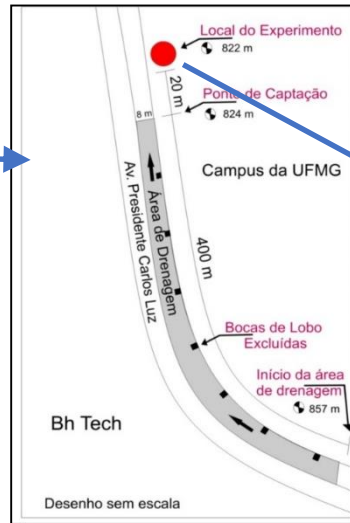 Local do Experimento
822 m
20 m
Ponto de Captação
824 m
8 m
Campus da UFMG
Área de Drenagem
Av. Presidente Carlos Luz
400 m
Bocas de Lobo
Excluídas
Início da área
de drenagem
857 m
Bh Tech
Desenho sem escala